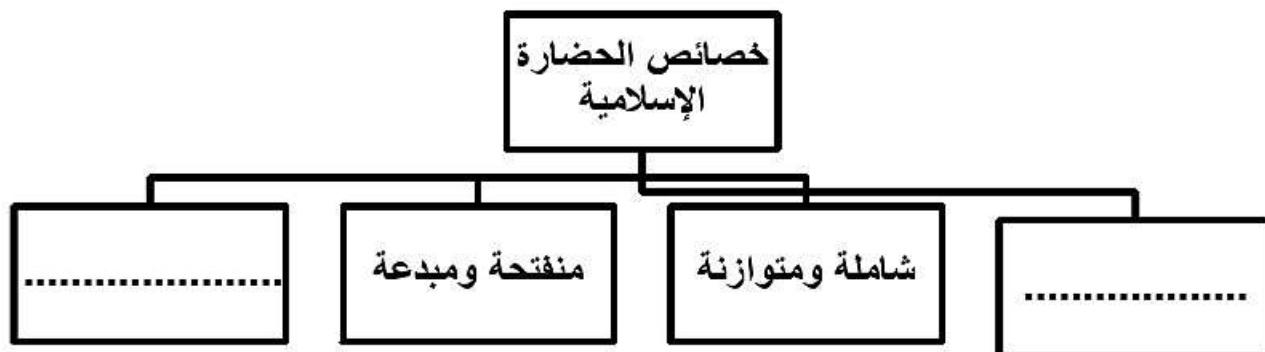 خصائص الحضارة
الإسلامية
....................
شاملة ومتوازنة
منفتحة ومبدعة
.......................